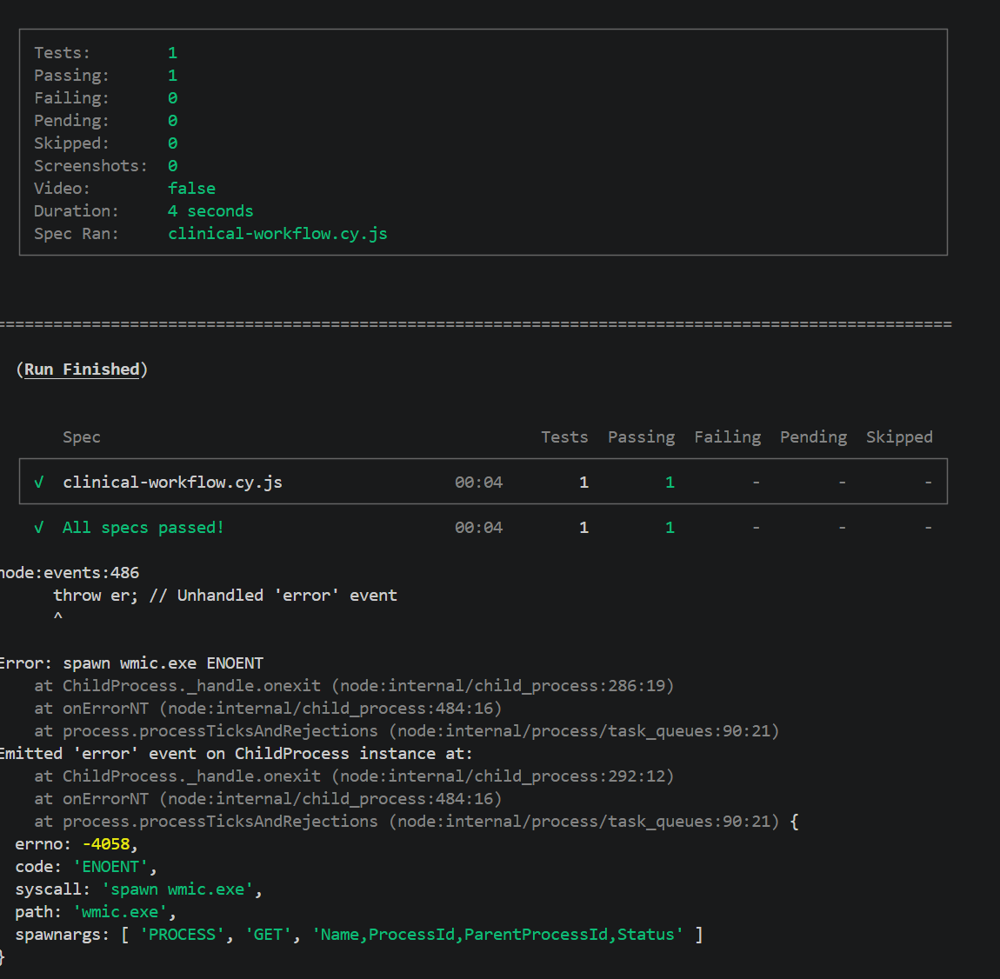 Tests: 1
Passing: 1
Failing: 0
Pending: 0
Skipped: 0
Screenshots: 0
Video: false
Duration: 4 seconds
Spec Ran: clinical-workflow.cy.js
====================================================================================================
(Run Finished)
Spec Tests Passing Failing Pending Skipped
√ clinical-workflow.cy.js 00:04 1 1 - - -
√ All specs passed! 00:04 1 1 - - -
node:events:486
throw er; // Unhandled 'error' event
^
Error: spawn wmic.exe ENOENT
at ChildProcess._handle.onexit (node:internal/child_process:286:19)
at onErrorNT (node:internal/child_process:484:16)
at process.processTicksAndRejections (node:internal/process/task_queues:90:21)
Emitted 'error' event on ChildProcess instance at:
at ChildProcess._handle.onexit (node:internal/child_process:292:12)
at onErrorNT (node:internal/child_process:484:16)
at process.processTicksAndRejections (node:internal/process/task_queues:90:21) {
errno: -4058,
code: 'ENOENT',
syscall: 'spawn wmic.exe',
path: 'wmic.exe',
spawnargs: [ 'PROCESS', 'GET', 'Name,ProcessId,ParentProcessId,Status' ]
}